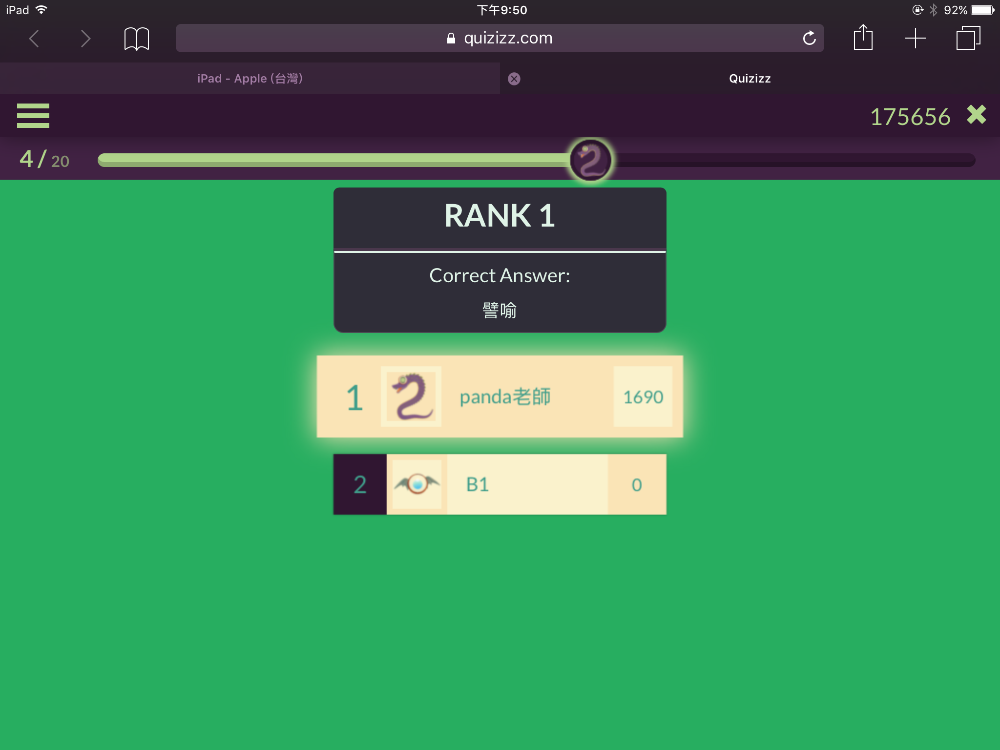 iPad
下午9:50
92%
quizizz.com
iPad - Apple (台灣)
Quizizz
175656
4 / 20
RANK 1
Correct Answer:
譬喻
1 panda老師 1690
2 B1 0